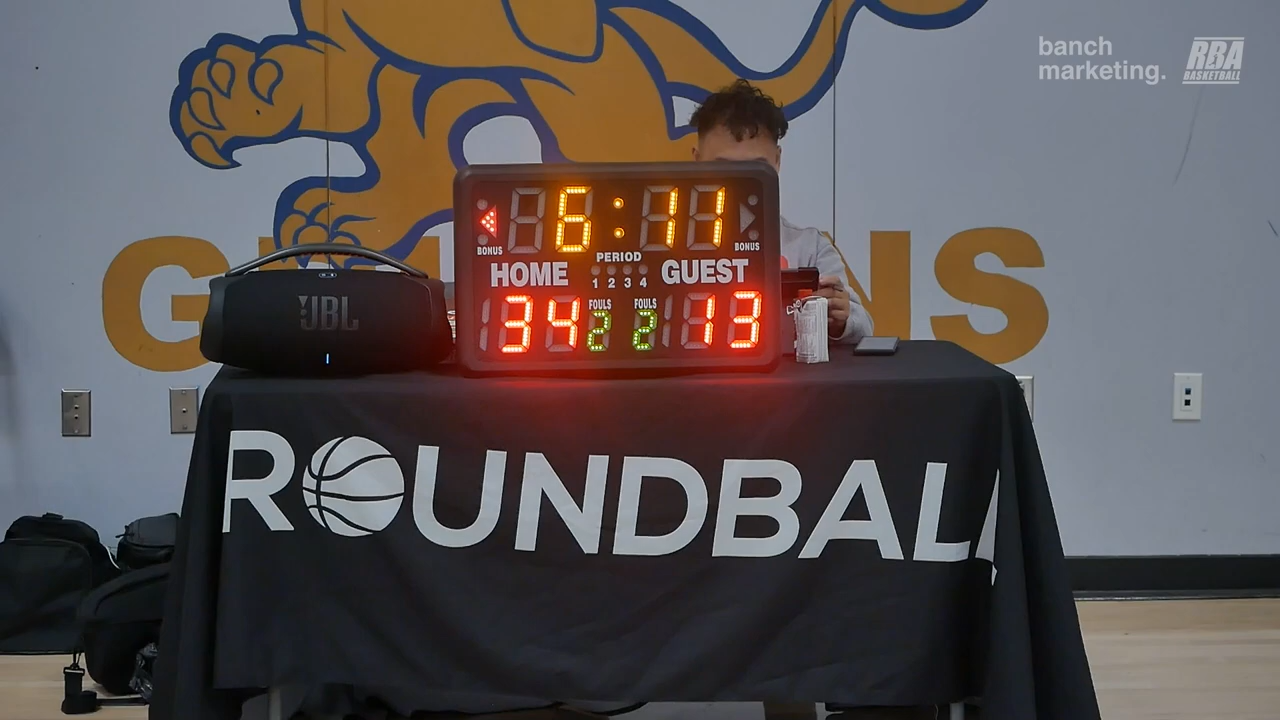 banch
marketing.
RBA
BASKETBALL
6:11
BONUS
BONUS
PERIOD
HOME
GUEST
1 2 3 4
FOULS
FOULS
34
2
2
13
JBL
G
NS
ROUNDBALL